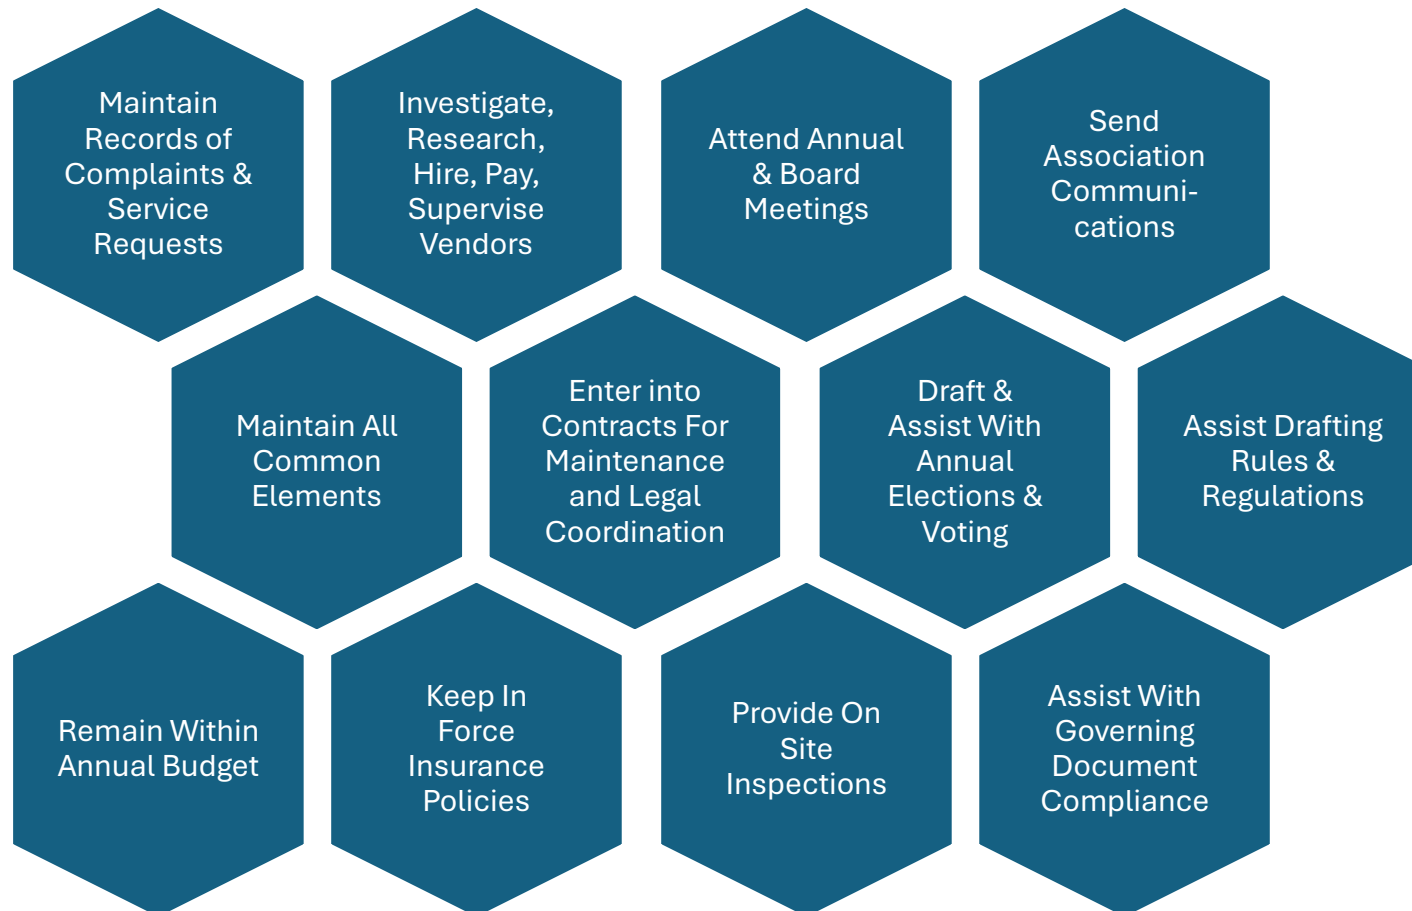 Maintain
Records of
Complaints &
Service
Requests
Investigate,
Research,
Hire, Pay,
Supervise
Vendors
Attend Annual
& Board
Meetings
Send
Association
Communi-
cations
Maintain All
Common
Elements
Enter into
Contracts For
Maintenance
and Legal
Coordination
Draft &
Assist With
Annual
Elections &
Voting
Assist Drafting
Rules &
Regulations
Remain Within
Annual Budget
Keep In
Force
Insurance
Policies
Provide On
Site
Inspections
Assist With
Governing
Document
Compliance